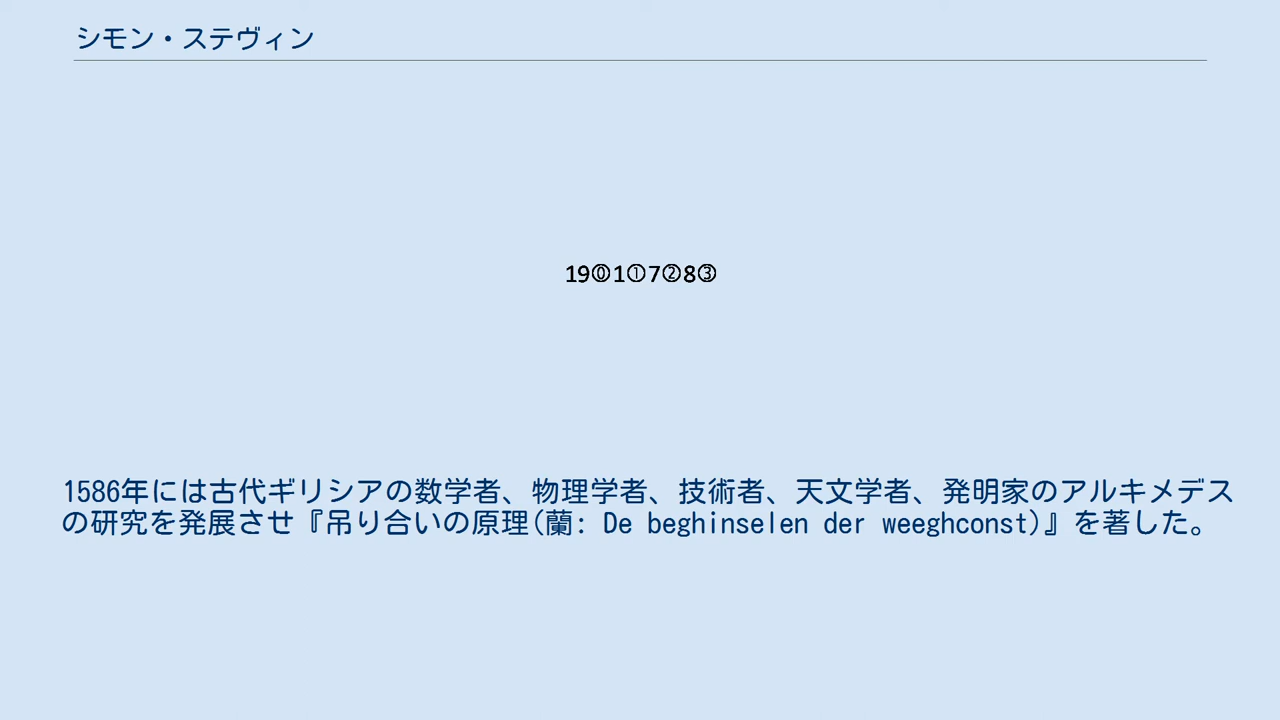 シモン・ステヴィン
19⓪1①7②8③
1586年には古代ギリシアの数学者、物理学者、技術者、天文学者、発明家のアルキメデス
の研究を発展させ『吊り合いの原理(蘭: De beghinselen der weeghconst)』を著した。